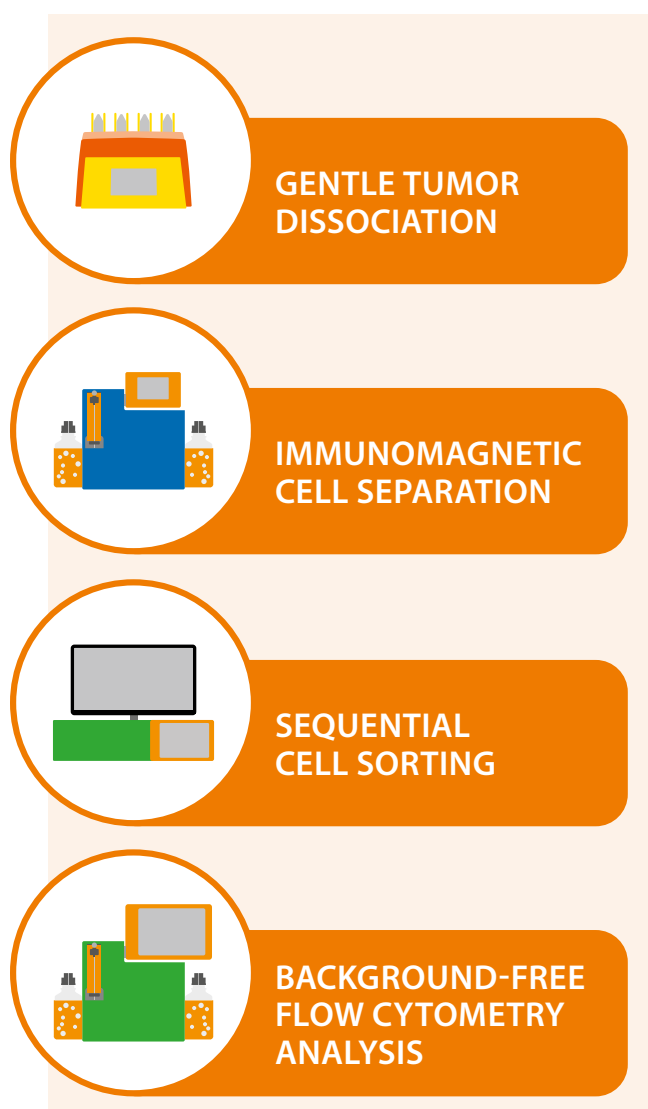 GENTLE TUMOR
DISSOCIATION
IMMUNOMAGNETIC
CELL SEPARATION
SEQUENTIAL
CELL SORTING
BACKGROUND-FREE
FLOW CYTOMETRY
ANALYSIS